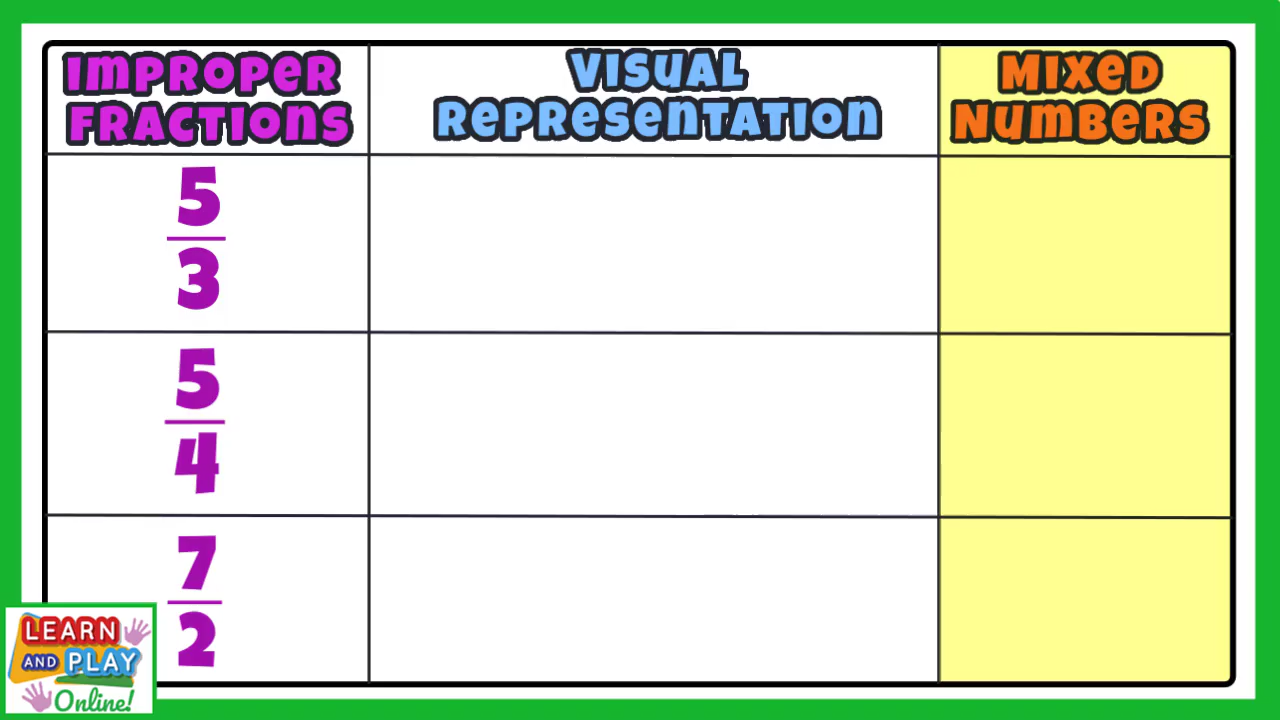 Improper
Fractions
Visual
Representation
Mixed
Numbers
5
3
5
4
7
2
LEARN
AND PLAY
Online!